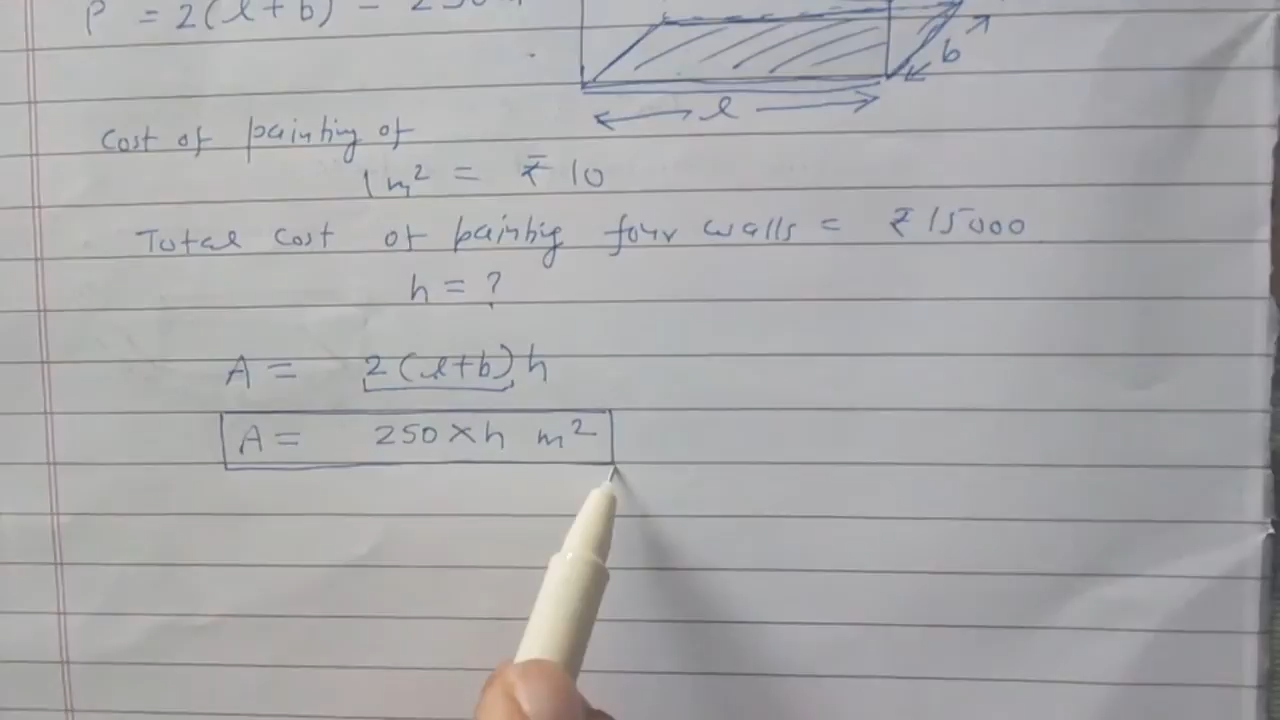 P = 2(l+b) = 250
b
l
Cost of painting of
1 m² = ₹ 10
Total cost of painting four walls = ₹ 15000
h = ?
A = 2(l+b)h
A = 250×h m²